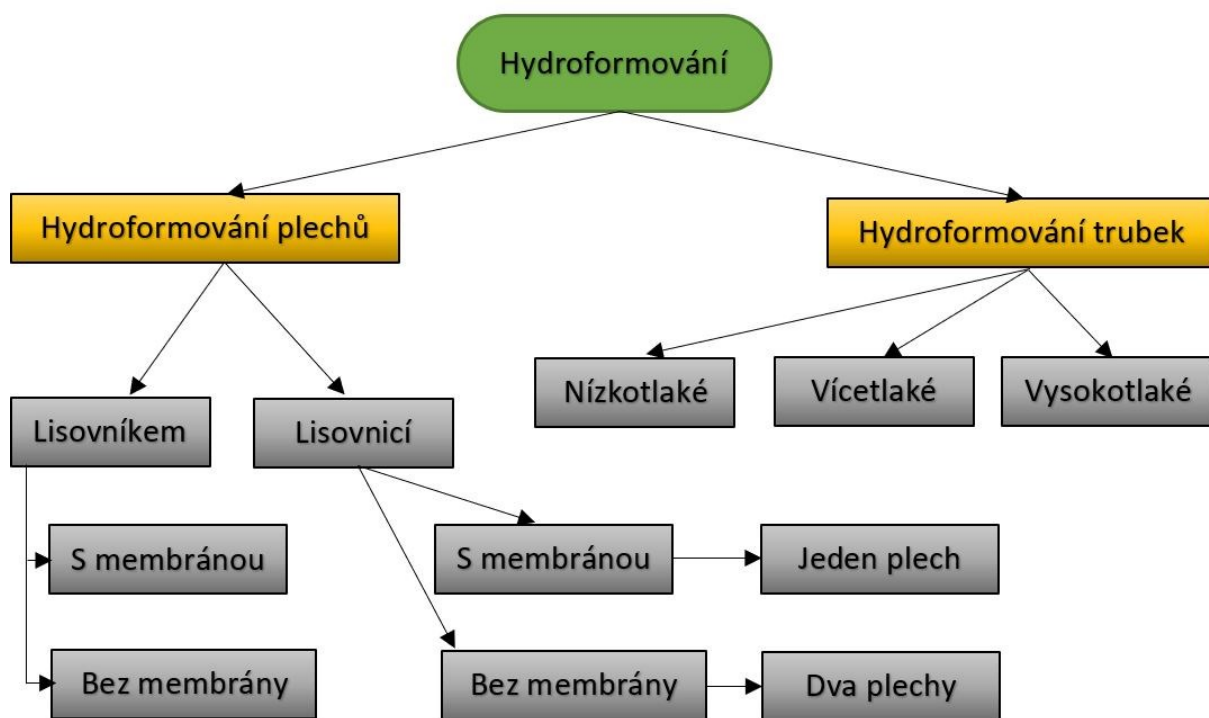 Hydroformování
Hydroformování plechů
Hydroformování trubek
Nízkotlaké
Vícetlaké
Vysokotlaké
Lisovníkem
Lisovnicí
S membránou
S membránou
Jeden plech
Bez membrány
Bez membrány
Dva plechy